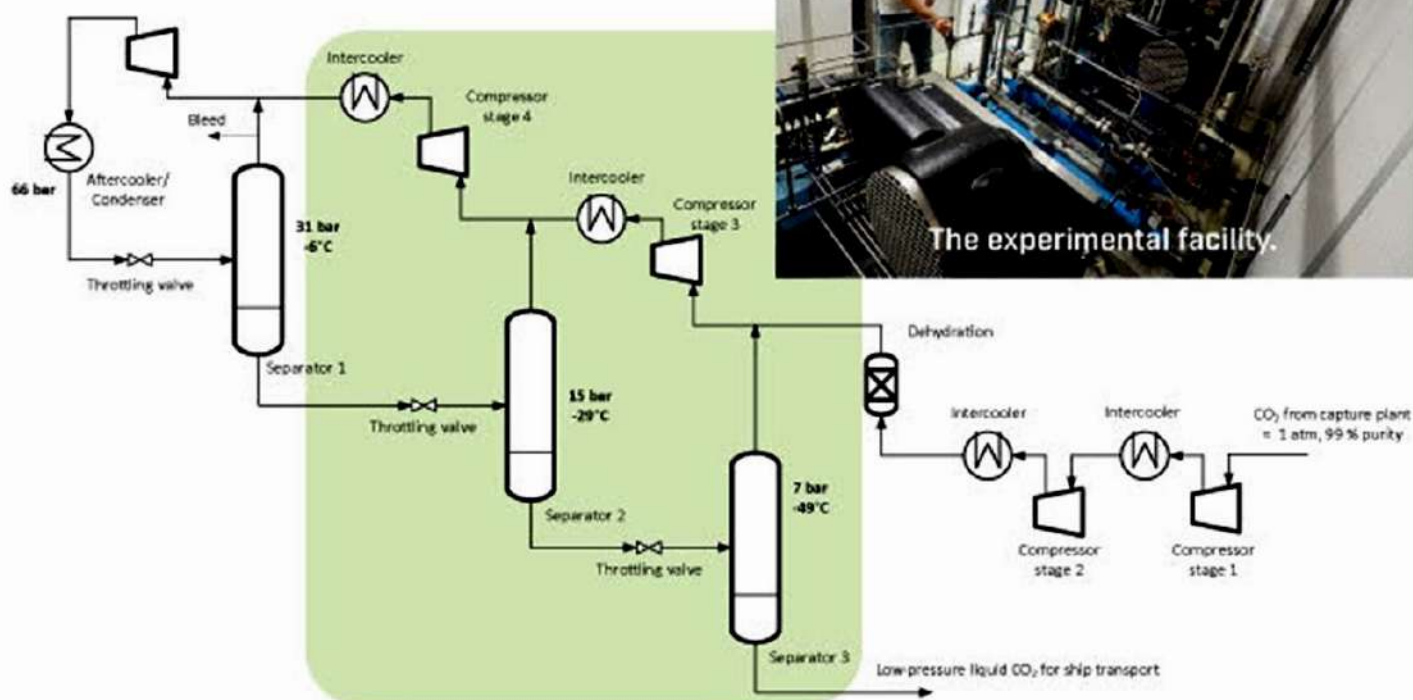 Intercooler
Compressor
stage 4
Bleed
66 bar
Aftercooler/
Condenser
31 bar
-6°C
Throttling valve
Separator 1
Intercooler
Compressor
stage 3
The experimental facility.
Throttling valve
15 bar
-29°C
Separator 2
Dehydration
Intercooler
Intercooler
CO₂ from capture plant
≈ 1 atm, 99 % purity
7 bar
-49°C
Throttling valve
Compressor
stage 2
Compressor
stage 1
Separator 3
Low-pressure liquid CO₂ for ship transport